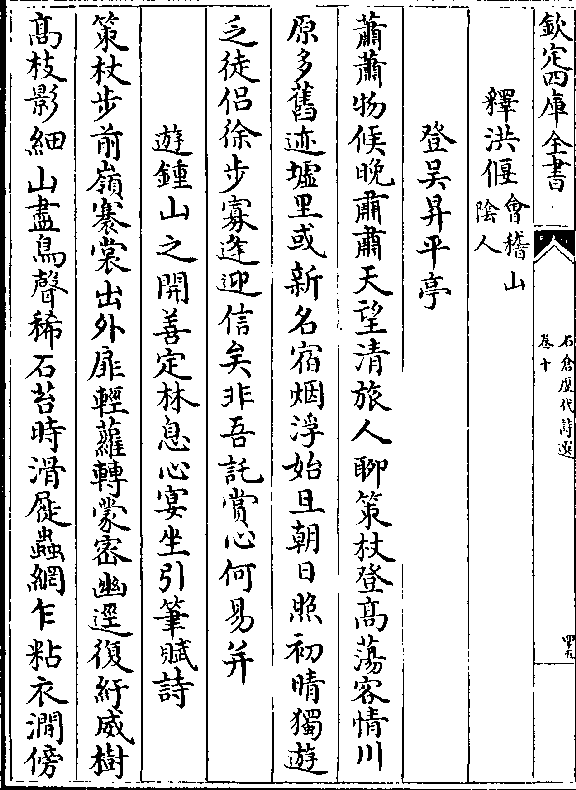 欽定四庫全書
石倉歷代詩選
卷十
四九
釋洪偃會稽山
陰人
登吳昇平亭
蕭蕭物候晚肅肅天望清旅人聊策杖登高蕩客情川
原多舊迹墟里或新名宿烟浮始旦朝日照初晴獨遊
乏徒侣徐步寡逢迎信矣非吾託賞心何易并
遊鍾山之開善定林息心宴坐引筆賦詩
策杖步前嶺褰裳出外扉輕蘿轉蒙密幽逕復紆威樹
高枝影細山盡鳥聲稀石苔時滑屣蟲網乍粘衣澗傍